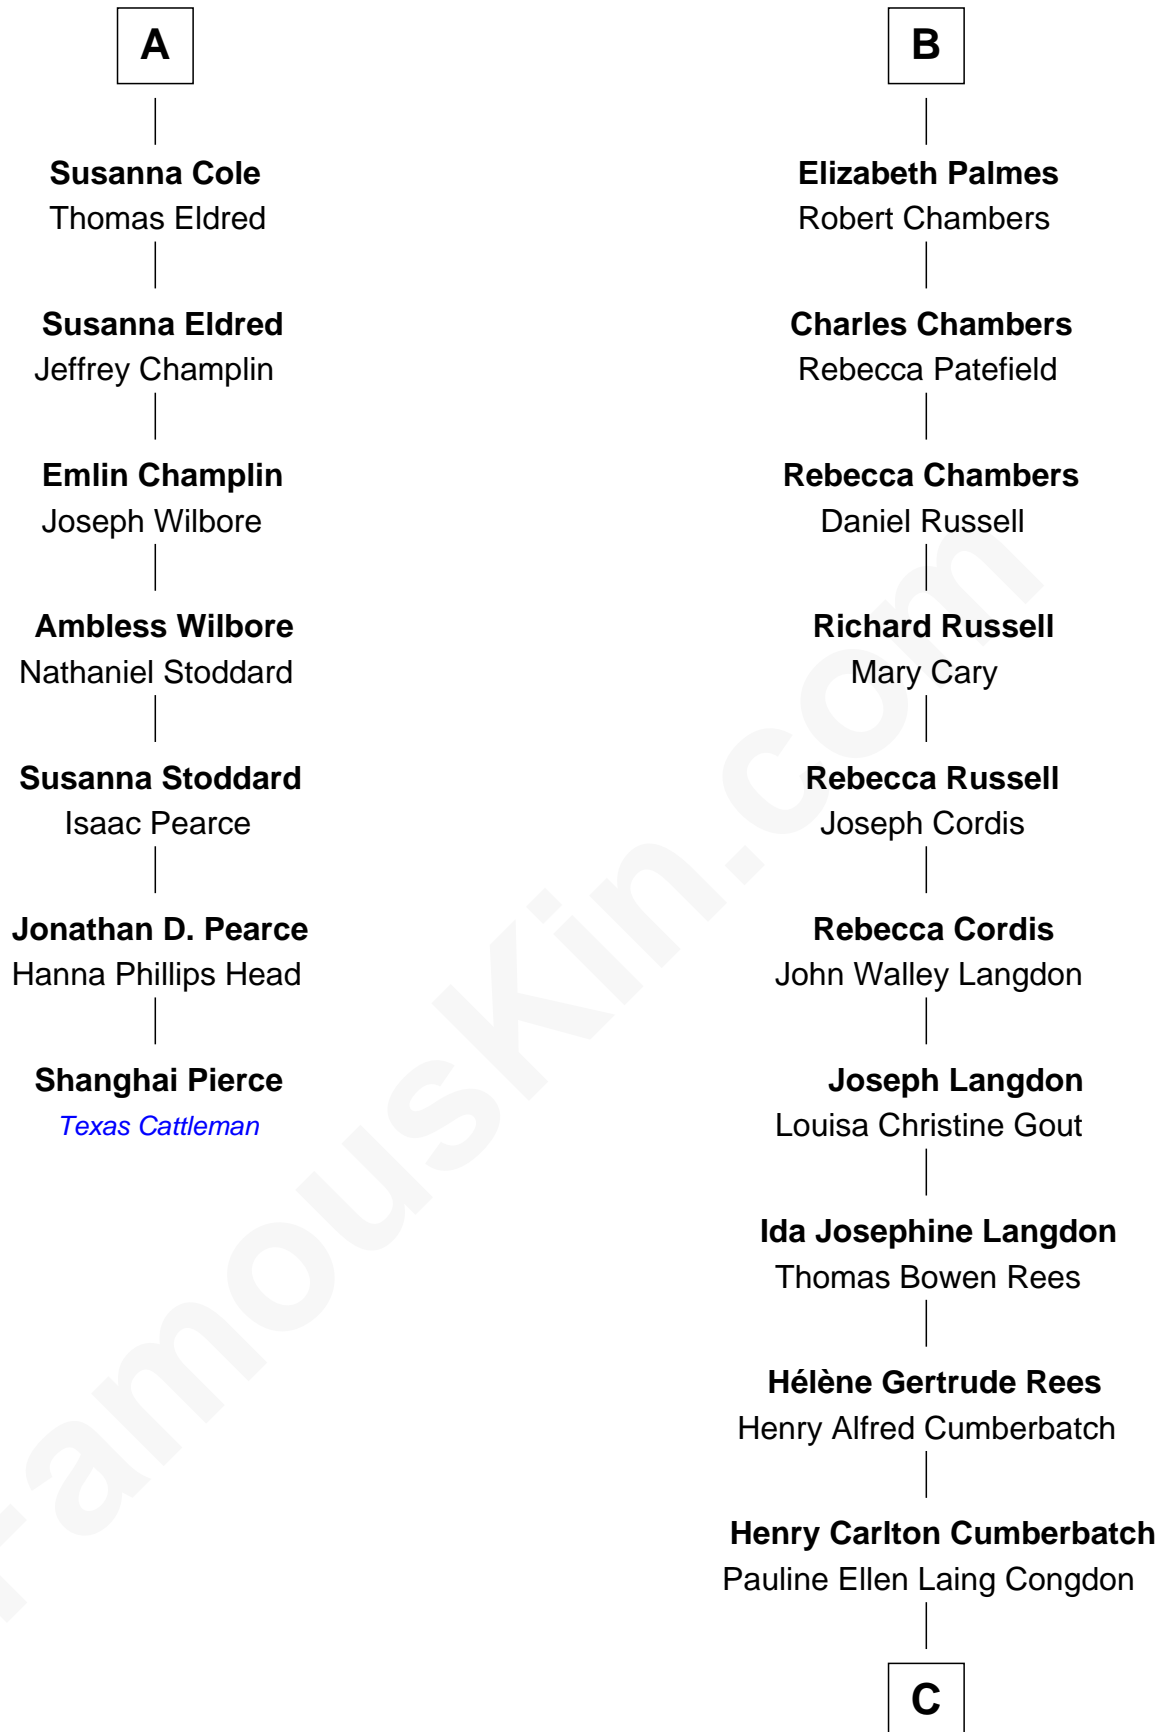 A
Susanna Cole
Thomas Eldred
Susanna Eldred
Jeffrey Champlin
Emlin Champlin
Joseph Wilbore
Ambless Wilbore
Nathaniel Stoddard
Susanna Stoddard
Isaac Pearce
Jonathan D. Pearce
Hanna Phillips Head
Shanghai Pierce
Texas Cattleman
B
Elizabeth Palmes
Robert Chambers
Charles Chambers
Rebecca Patefield
Rebecca Chambers
Daniel Russell
Richard Russell
Mary Cary
Rebecca Russell
Joseph Cordis
Rebecca Cordis
John Walley Langdon
Joseph Langdon
Louisa Christine Gout
Ida Josephine Langdon
Thomas Bowen Rees
Hélène Gertrude Rees
Henry Alfred Cumberbatch
Henry Carlton Cumberbatch
Pauline Ellen Laing Congdon
C
FamousKin.com